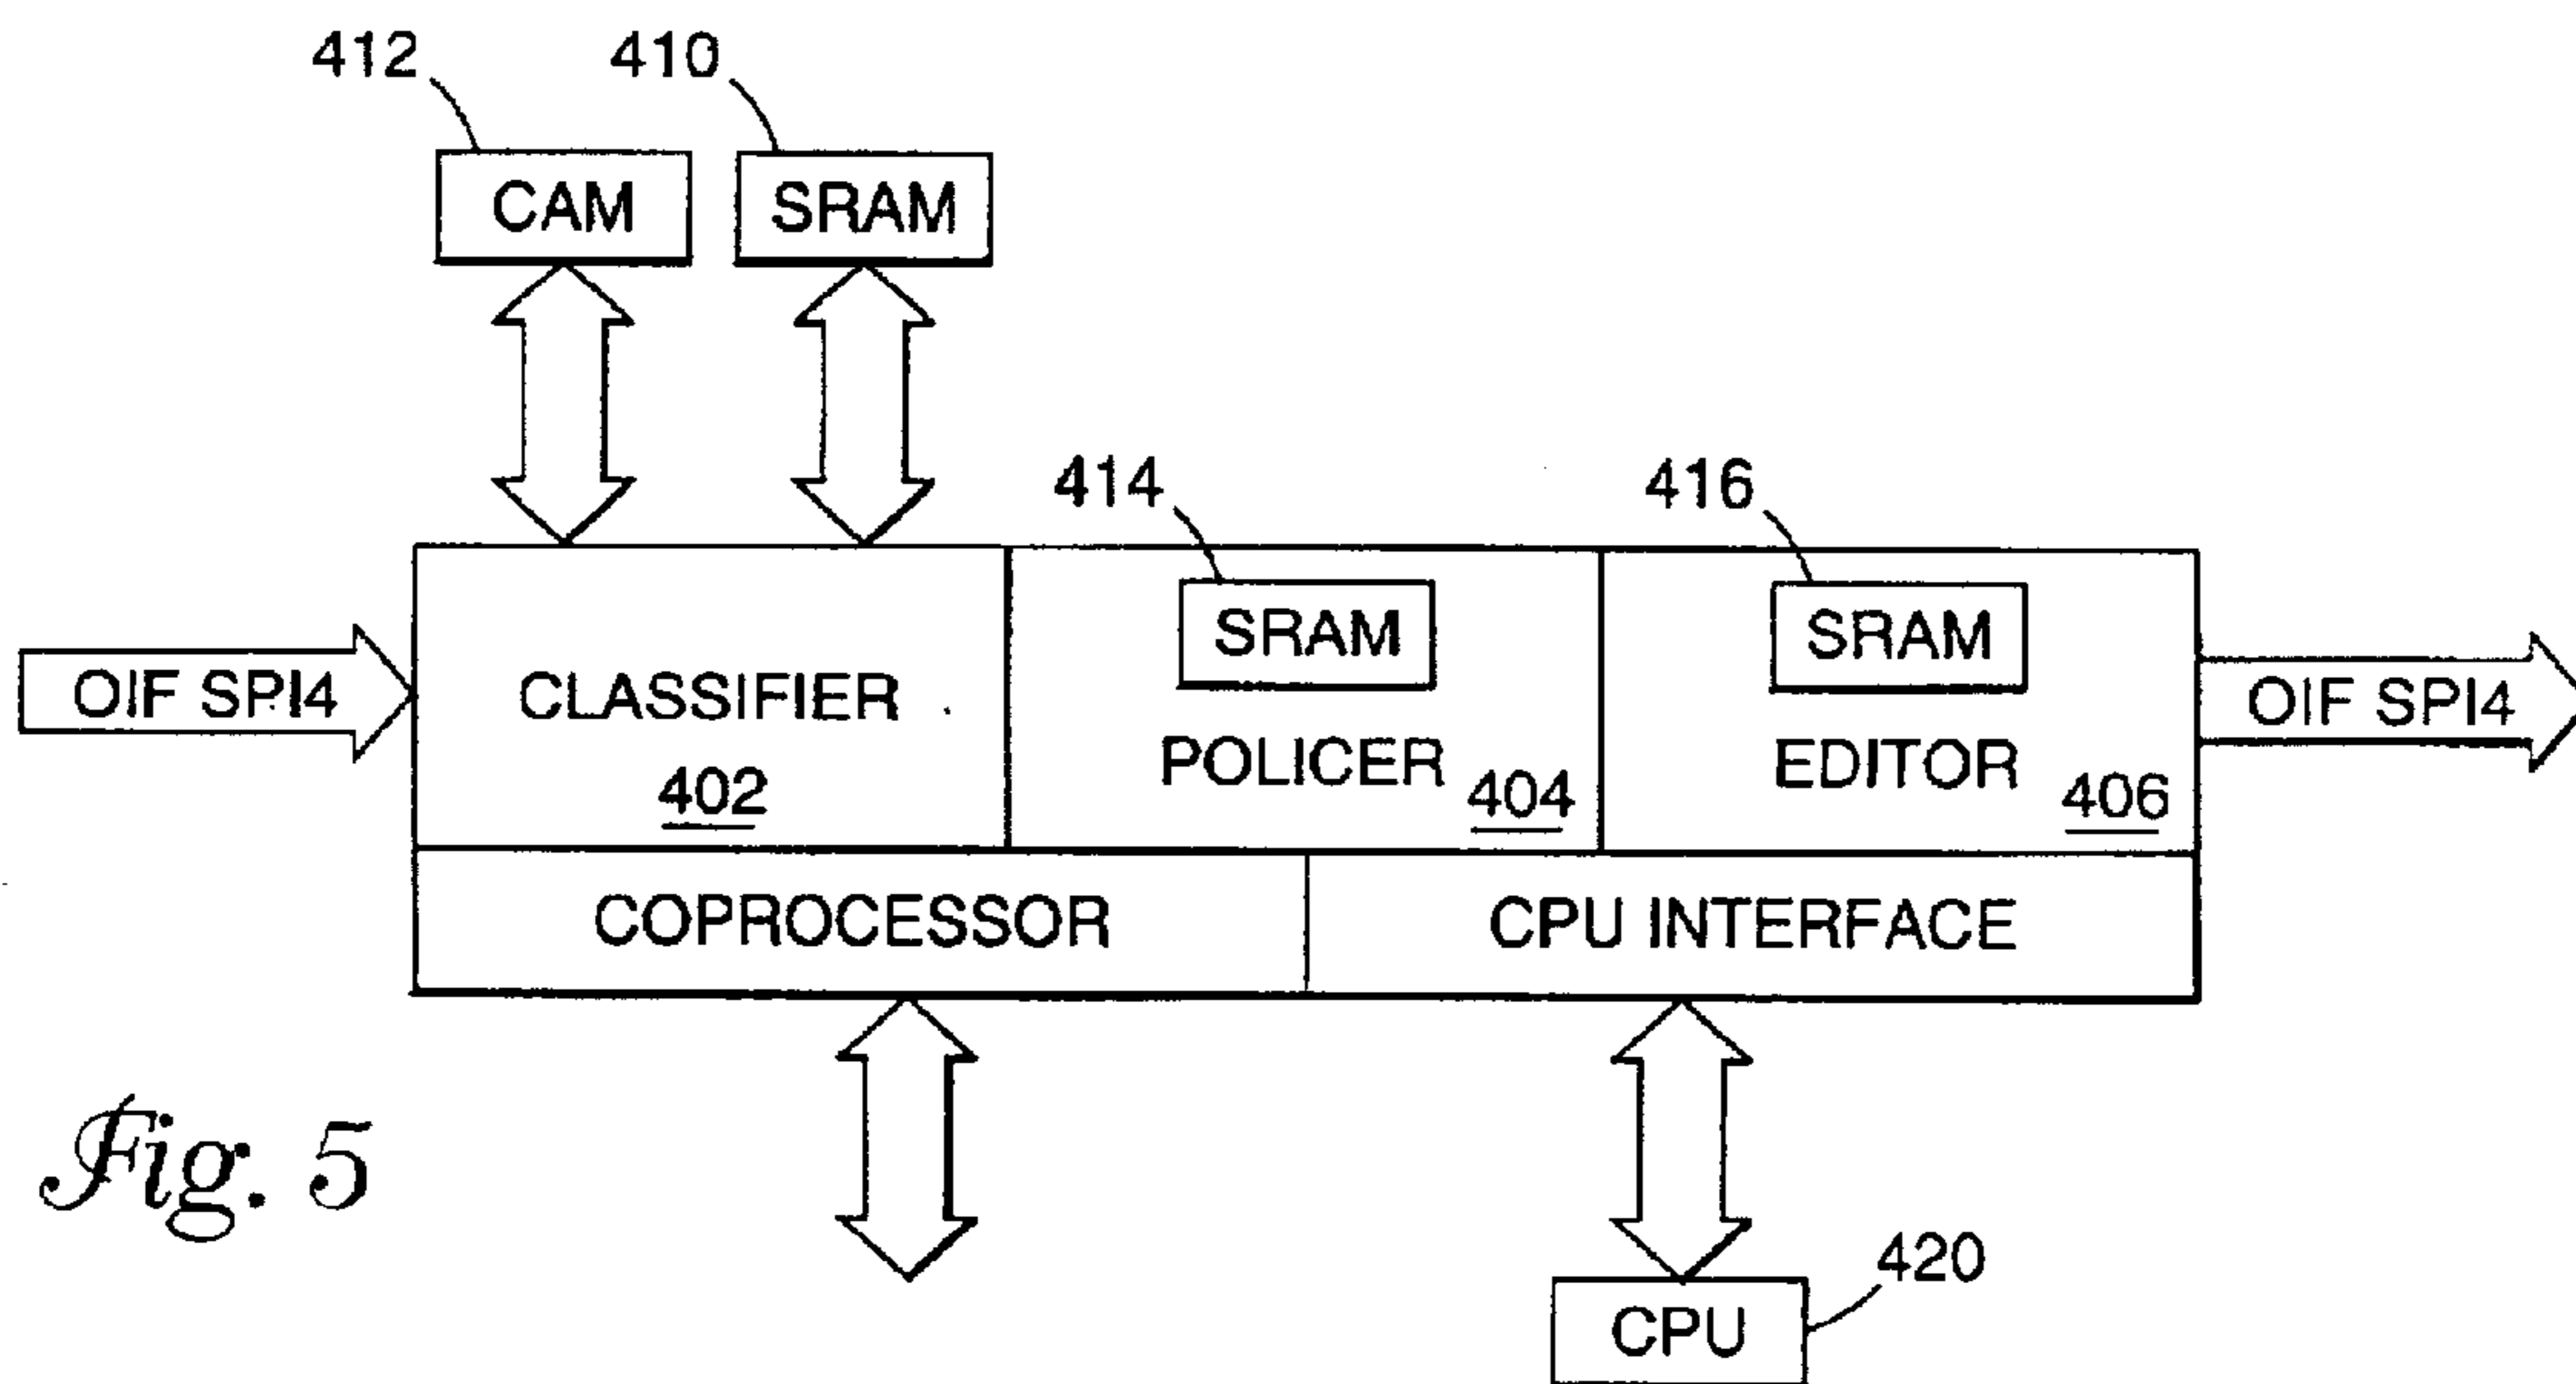 412
410
CAM
SRAM
414
416
SRAM
SRAM
OIF SPI4
CLASSIFIER
402
POLICER
404
EDITOR
406
OIF SPI4
COPROCESSOR
CPU INTERFACE
Fig. 5
420
CPU